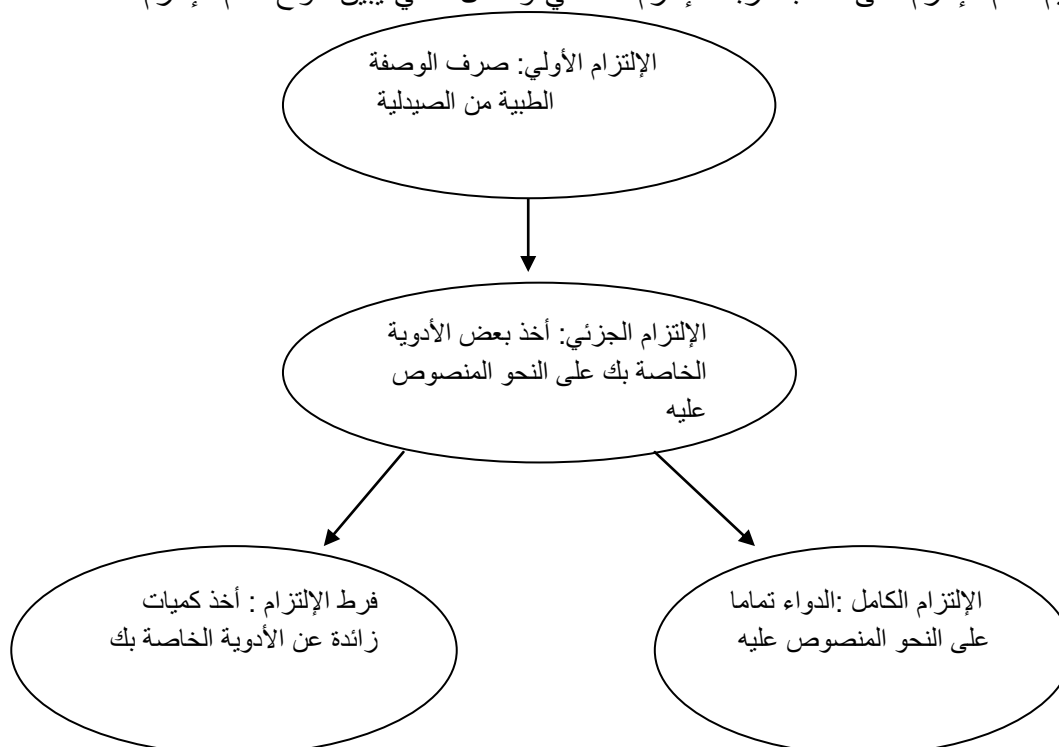 الإلتزام الأولي: صرف الوصفة
الطبية من الصيدلية
الإلتزام الجزئي: أخذ بعض الأدوية
الخاصة بك على النحو المنصوص
عليه
الإلتزام الكامل :الدواء تماما
على النحو المنصوص عليه
فرط الإلتزام : أخذ كميات
زائدة عن الأدوية الخاصة بك